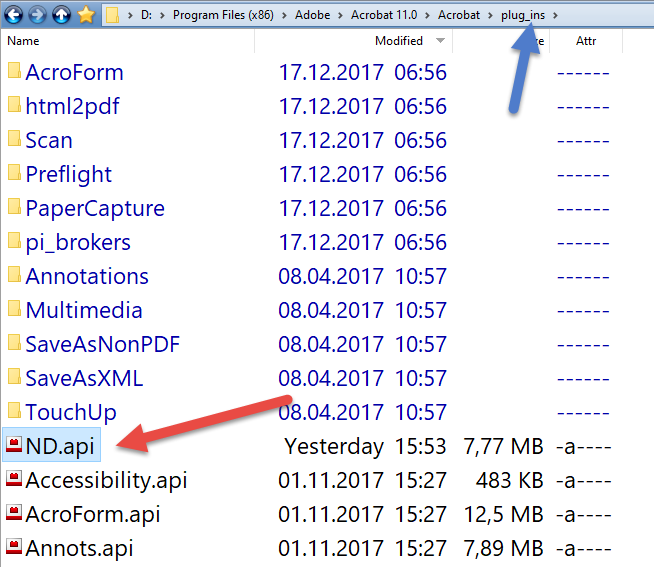 D: Program Files (x86) Adobe Acrobat 11.0 Acrobat plug_ins
Name Modified Attr
AcroForm 17.12.2017 06:56 ------
html2pdf 17.12.2017 06:56 ------
Scan 17.12.2017 06:56 ------
Preflight 17.12.2017 06:56 ------
PaperCapture 17.12.2017 06:56 ------
pi_brokers 17.12.2017 06:56 ------
Annotations 08.04.2017 10:57 ------
Multimedia 08.04.2017 10:57 ------
SaveAsNonPDF 08.04.2017 10:57 ------
SaveAsXML 08.04.2017 10:57 ------
TouchUp 08.04.2017 10:57 ------
ND.api Yesterday 15:53 7,77 MB -a----
Accessibility.api 01.11.2017 15:27 483 KB -a----
AcroForm.api 01.11.2017 15:27 12,5 MB -a----
Annots.api 01.11.2017 15:27 7,89 MB -a----